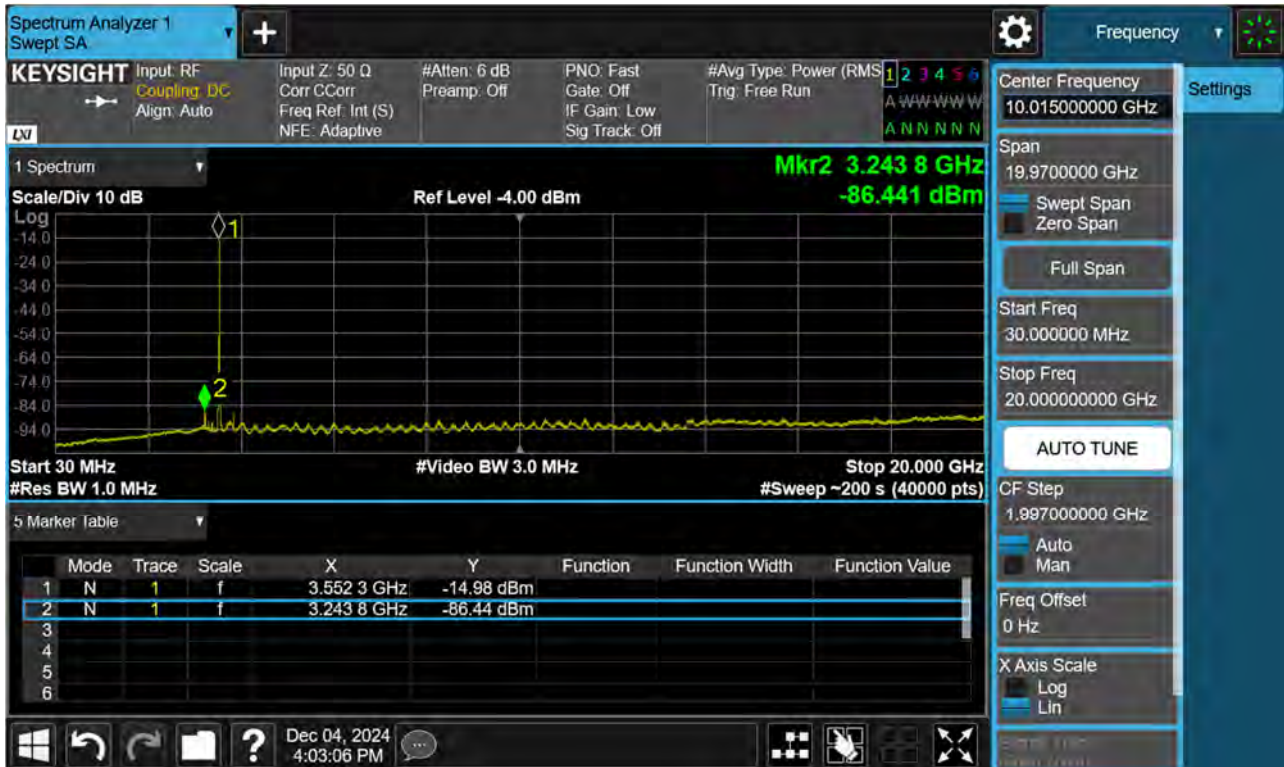 Spectrum Analyzer 1
Swept SA
+
Frequency
KEYSIGHT
LXI
Input: RF
Coupling: DC
Align: Auto
Input Z: 50 Ω
Corr CCorr
Freq Ref: Int (S)
NFE: Adaptive
#Atten: 6 dB
Preamp: Off
PNO: Fast
Gate: Off
IF Gain: Low
Sig Track: Off
#Avg Type: Power (RMS
Trig: Free Run
1 2 3 4 5 6
A W W W W W
A N N N N N
1 Spectrum
Scale/Div 10 dB
Ref Level -4.00 dBm
Mkr2 3.243 8 GHz
-86.441 dBm
Log
-14.0
-24.0
-34.0
-44.0
-54.0
-64.0
-74.0
-84.0
-94.0
1
2
Start 30 MHz
#Video BW 3.0 MHz
Stop 20.000 GHz
#Res BW 1.0 MHz
#Sweep ~200 s (40000 pts)
5 Marker Table
Mode Trace Scale X Y Function Function Width Function Value
1 N 1 f 3.552 3 GHz -14.98 dBm
2 N 1 f 3.243 8 GHz -86.44 dBm
3
4
5
6
Dec 04, 2024
4:03:06 PM
?
Center Frequency
10.015000000 GHz
Settings
Span
19.9700000 GHz
Swept Span
Zero Span
Full Span
Start Freq
30.000000 MHz
Stop Freq
20.000000000 GHz
AUTO TUNE
CF Step
1.997000000 GHz
Auto
Man
Freq Offset
0 Hz
X Axis Scale
Log
Lin